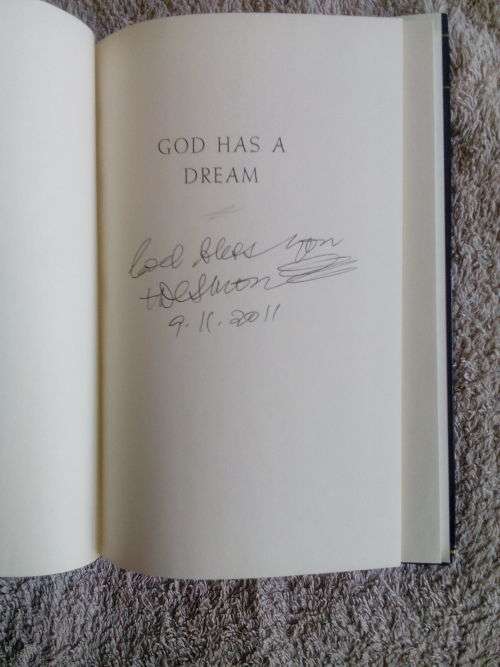 GOD HAS A
DREAM
God bless you
+Desmond
9.11.2011